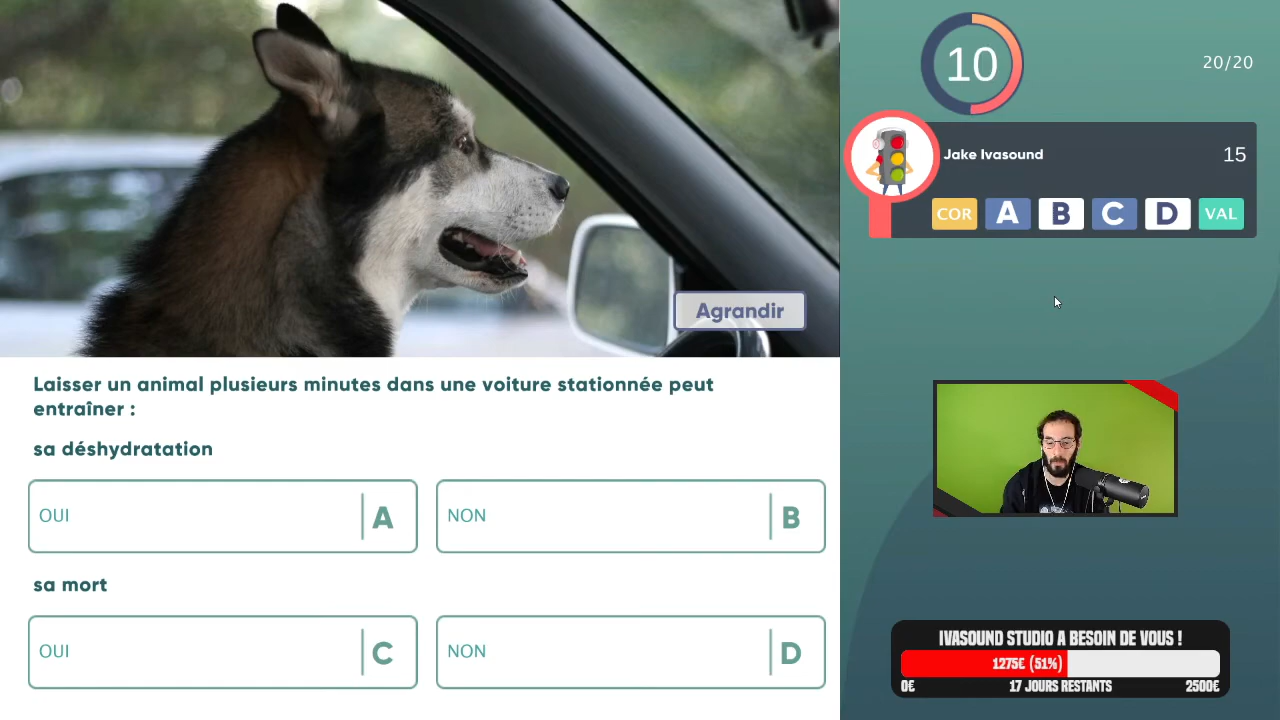 10
20/20
Jake Ivasound
15
COR
A
B
C
D
VAL
Agrandir
Laisser un animal plusieurs minutes dans une voiture stationnée peut
entraîner :
sa déshydratation
OUI
A
NON
B
sa mort
OUI
C
NON
D
IVASOUND STUDIO A BESOIN DE VOUS !
1275€ (51%)
0€
17 JOURS RESTANTS
2500€